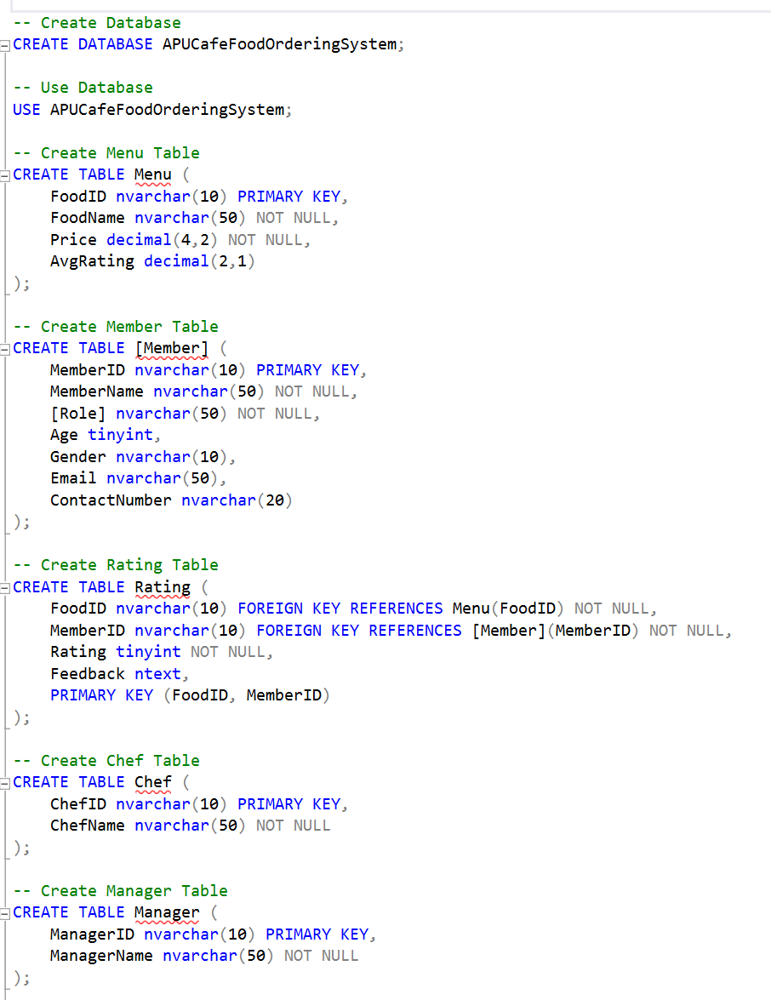 -- Create Database
CREATE DATABASE APUCafeFoodOrderingSystem;

-- Use Database
USE APUCafeFoodOrderingSystem;

-- Create Menu Table
CREATE TABLE Menu (
    FoodID nvarchar(10) PRIMARY KEY,
    FoodName nvarchar(50) NOT NULL,
    Price decimal(4,2) NOT NULL,
    AvgRating decimal(2,1)
);

-- Create Member Table
CREATE TABLE [Member] (
    MemberID nvarchar(10) PRIMARY KEY,
    MemberName nvarchar(50) NOT NULL,
    [Role] nvarchar(50) NOT NULL,
    Age tinyint,
    Gender nvarchar(10),
    Email nvarchar(50),
    ContactNumber nvarchar(20)
);

-- Create Rating Table
CREATE TABLE Rating (
    FoodID nvarchar(10) FOREIGN KEY REFERENCES Menu(FoodID) NOT NULL,
    MemberID nvarchar(10) FOREIGN KEY REFERENCES [Member](MemberID) NOT NULL,
    Rating tinyint NOT NULL,
    Feedback ntext,
    PRIMARY KEY (FoodID, MemberID)
);

-- Create Chef Table
CREATE TABLE Chef (
    ChefID nvarchar(10) PRIMARY KEY,
    ChefName nvarchar(50) NOT NULL
);

-- Create Manager Table
CREATE TABLE Manager (
    ManagerID nvarchar(10) PRIMARY KEY,
    ManagerName nvarchar(50) NOT NULL
);